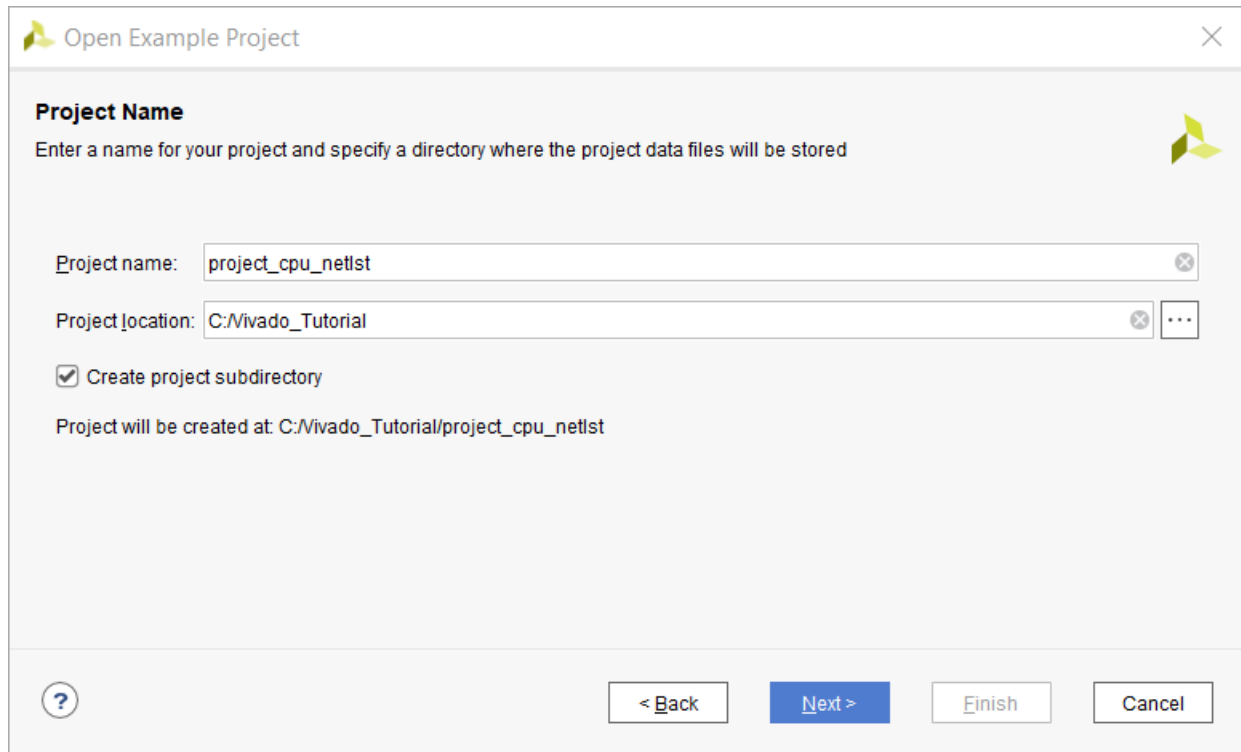 Open Example Project
Project Name
Enter a name for your project and specify a directory where the project data files will be stored
Project name: project_cpu_netlst
Project location: C:/Vivado_Tutorial
...
Create project subdirectory
Project will be created at: C:/Vivado_Tutorial/project_cpu_netlst
? < Back Next > Finish Cancel